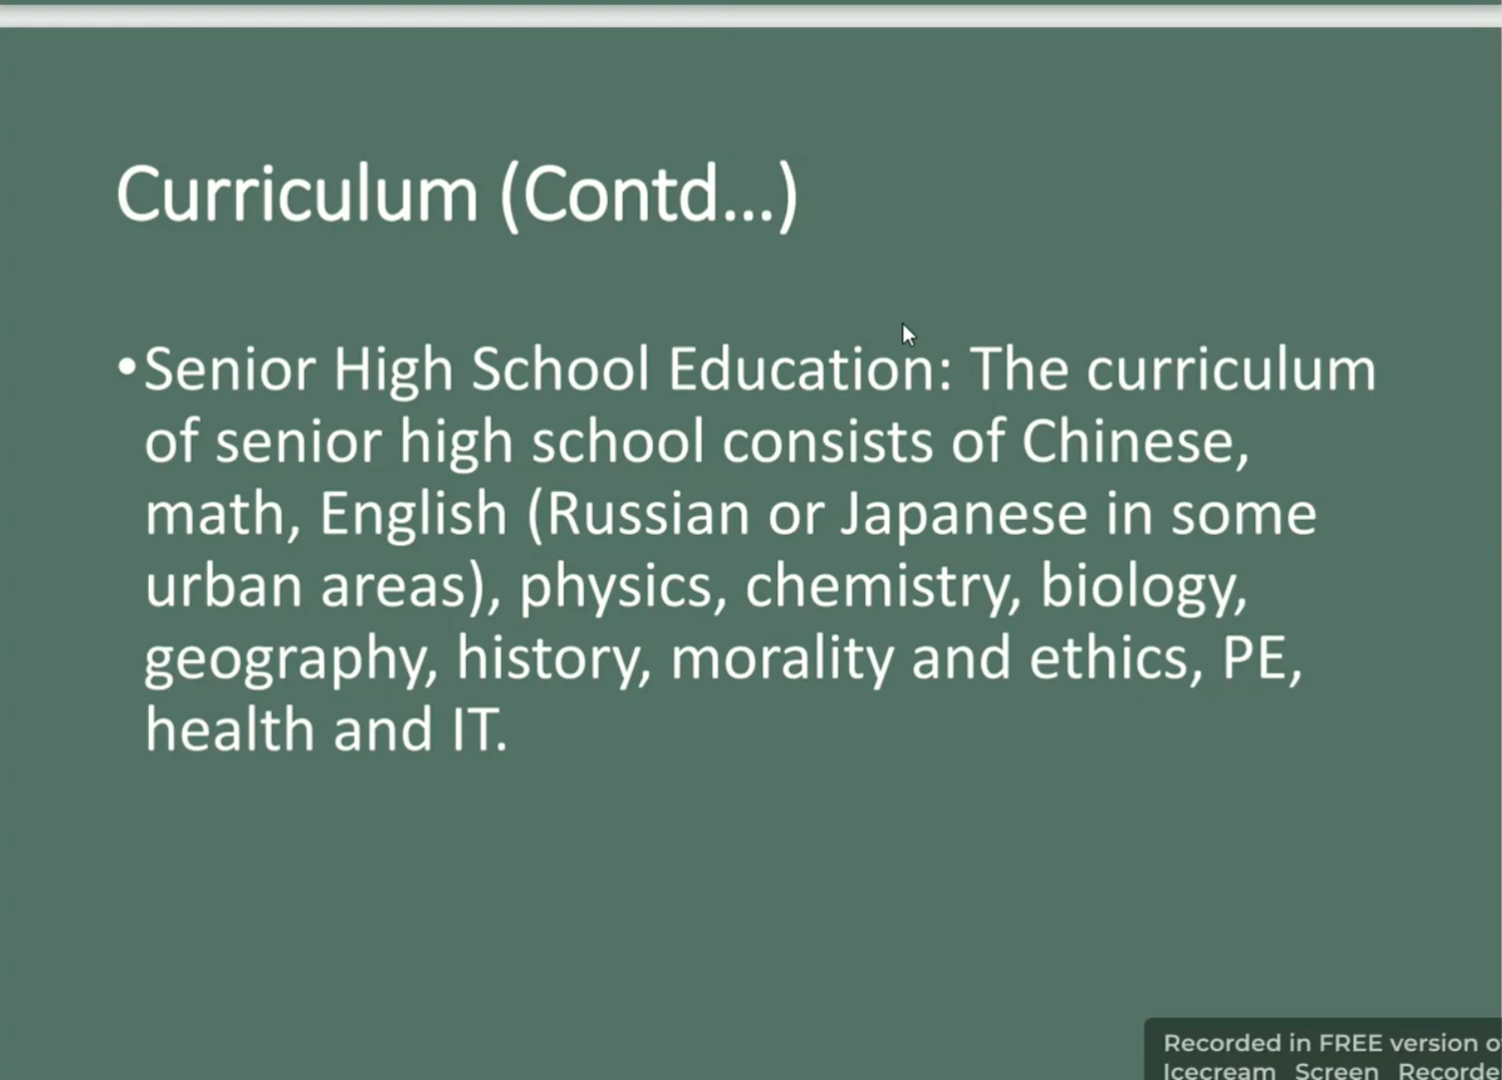 Curriculum (Contd...)
•Senior High School Education: The curriculum
of senior high school consists of Chinese,
math, English (Russian or Japanese in some
urban areas), physics, chemistry, biology,
geography, history, morality and ethics, PE,
health and IT.
Recorded in FREE version o
Icecream Screen Recorde